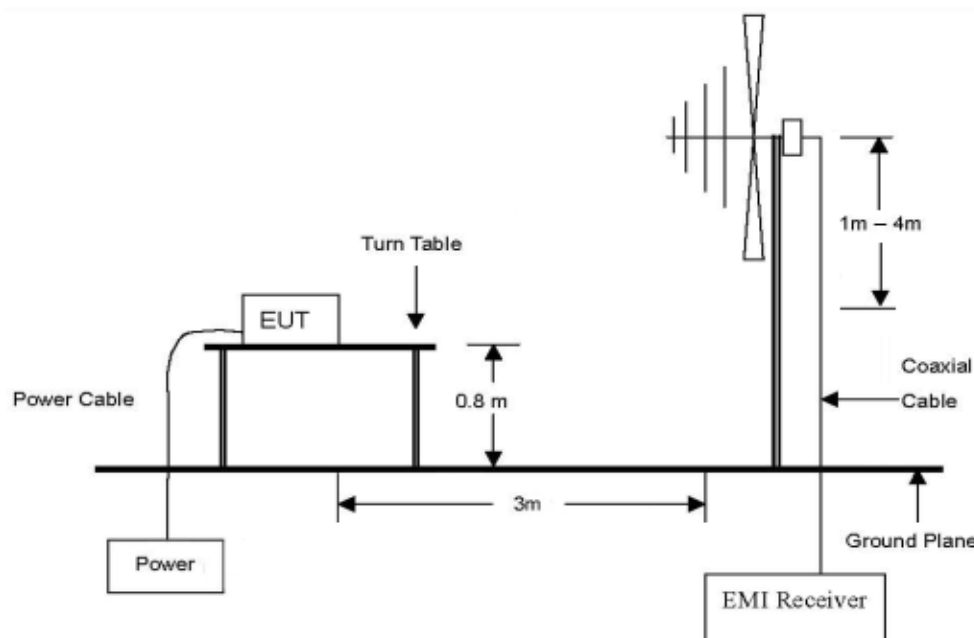 1m – 4m
Turn Table
EUT
Coaxial
Cable
Power Cable
0.8 m
3m
Ground Plane
Power
EMI Receiver